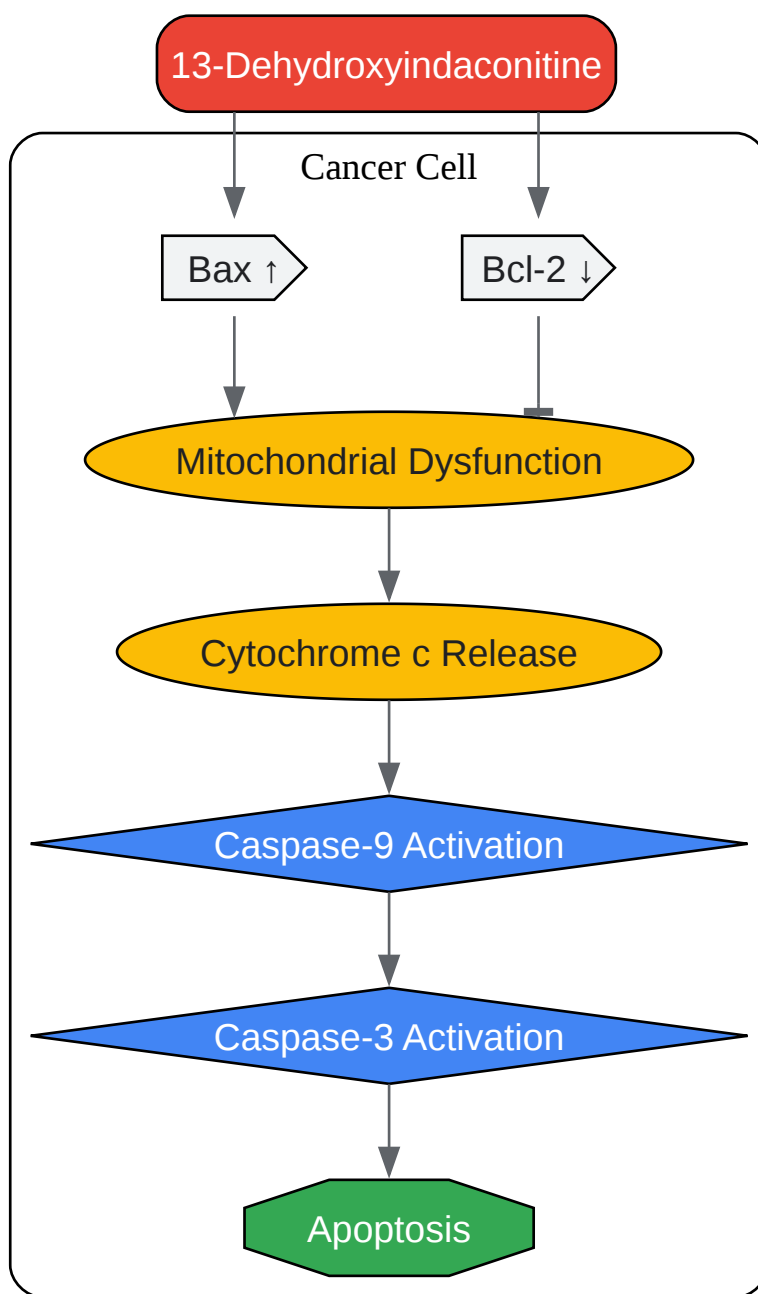 13-Dehydroxyindaconitine
Cancer Cell
Bax ↑
Bcl-2 ↓
Mitochondrial Dysfunction
Cytochrome c Release
Caspase-9 Activation
Caspase-3 Activation
Apoptosis